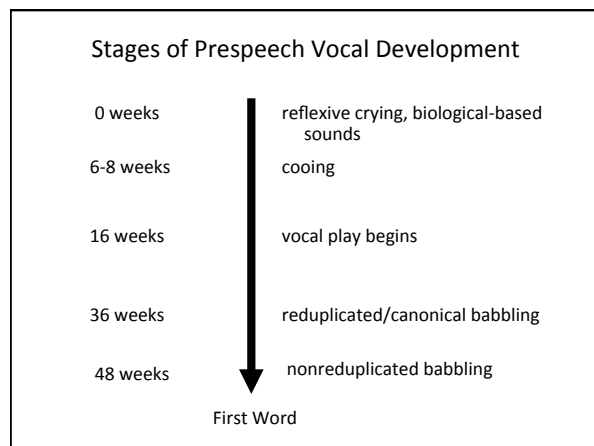 Stages of Prespeech Vocal Development
0 weeks reflexive crying, biological-based
sounds
6-8 weeks cooing
16 weeks vocal play begins
36 weeks reduplicated/canonical babbling
48 weeks nonreduplicated babbling
First Word